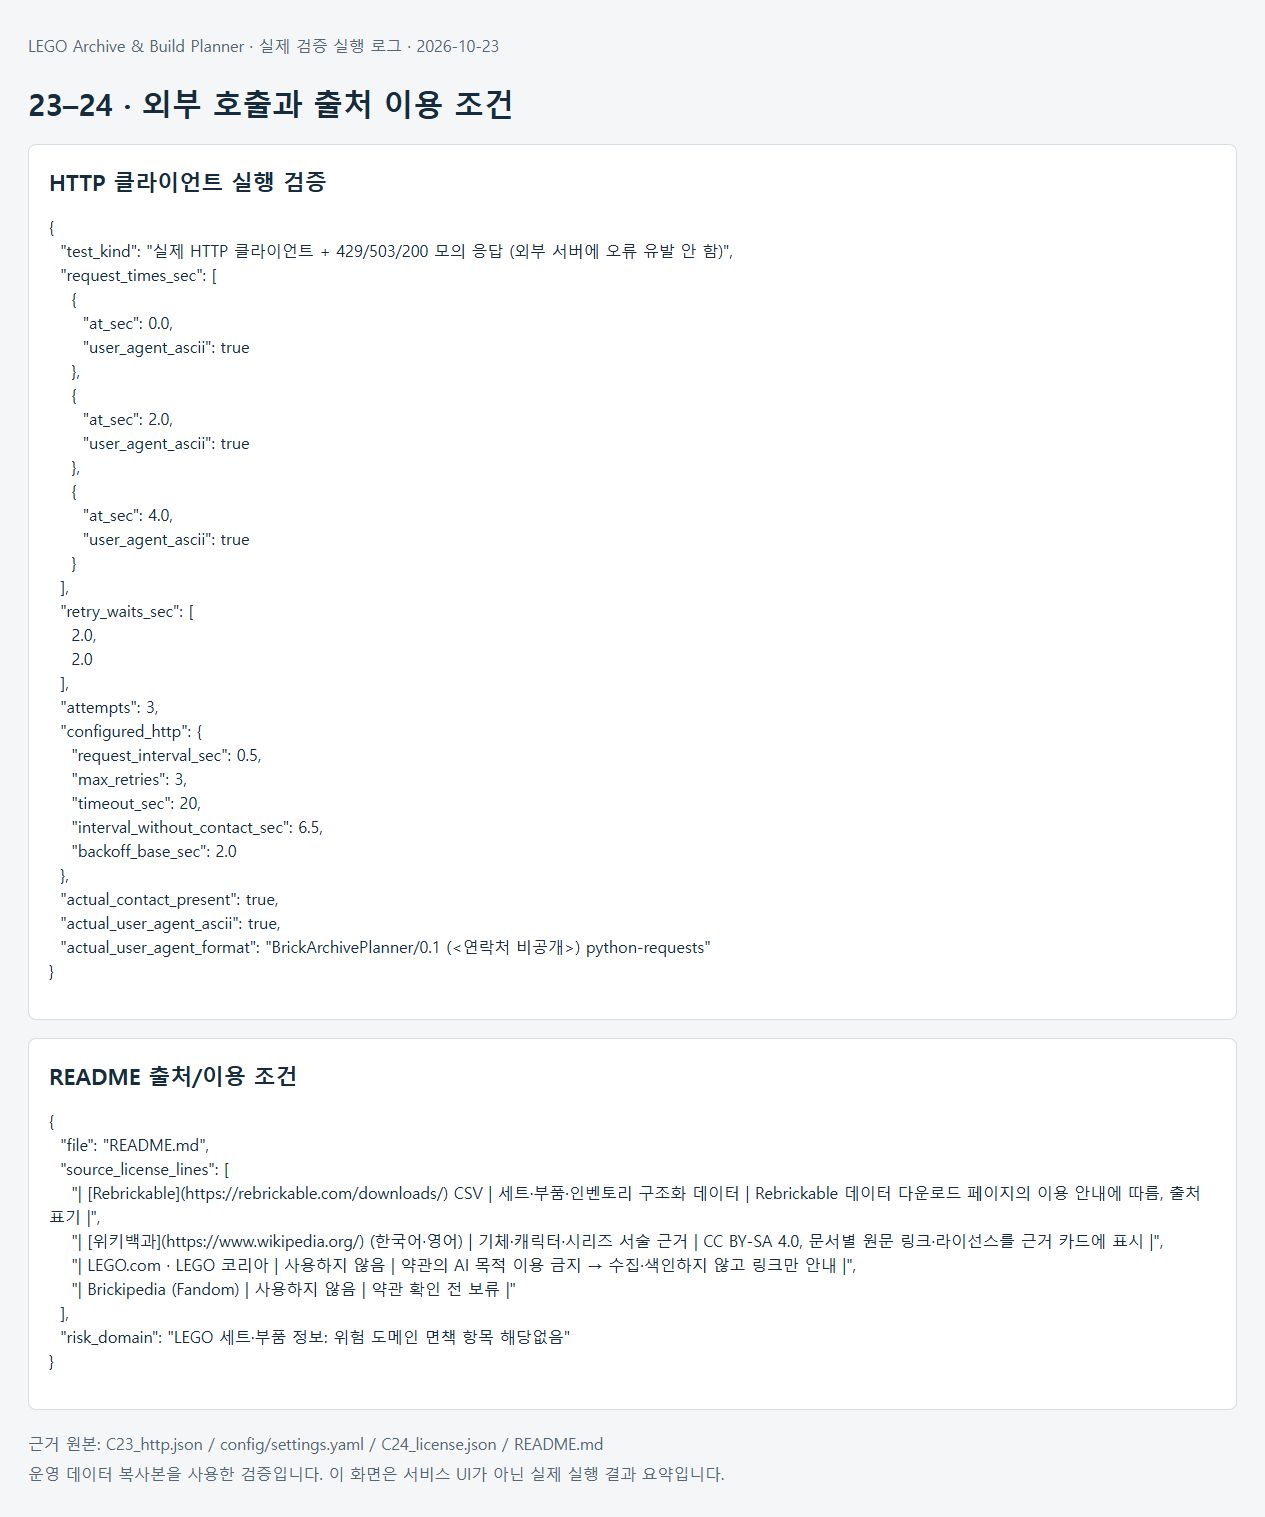 LEGO Archive & Build Planner · 실제 검증 실행 로그 · 2026-10-23
23–24 · 외부 호출과 출처 이용 조건
HTTP 클라이언트 실행 검증
{
"test_kind": "실제 HTTP 클라이언트 + 429/503/200 모의 응답 (외부 서버에 오류 유발 안 함)",
"request_times_sec": [
{
"at_sec": 0.0,
"user_agent_ascii": true
},
{
"at_sec": 2.0,
"user_agent_ascii": true
},
{
"at_sec": 4.0,
"user_agent_ascii": true
}
],
"retry_waits_sec": [
2.0,
2.0
],
"attempts": 3,
"configured_http": {
"request_interval_sec": 0.5,
"max_retries": 3,
"timeout_sec": 20,
"interval_without_contact_sec": 6.5,
"backoff_base_sec": 2.0
},
"actual_contact_present": true,
"actual_user_agent_ascii": true,
"actual_user_agent_format": "BrickArchivePlanner/0.1 (<연락처 비공개>) python-requests"
}
README 출처/이용 조건
{
"file": "README.md",
"source_license_lines": [
"| [Rebrickable](https://rebrickable.com/downloads/) CSV | 세트·부품·인벤토리 구조화 데이터 | Rebrickable 데이터 다운로드 페이지의 이용 안내에 따름, 출처
표기 |",
"| [위키백과](https://www.wikipedia.org/) (한국어·영어) | 기체·캐릭터·시리즈 서술 근거 | CC BY-SA 4.0, 문서별 원문 링크·라이선스를 근거 카드에 표시 |",
"| LEGO.com · LEGO 코리아 | 사용하지 않음 | 약관의 AI 목적 이용 금지 → 수집·색인하지 않고 링크만 안내 |",
"| Brickipedia (Fandom) | 사용하지 않음 | 약관 확인 전 보류 |"
],
"risk_domain": "LEGO 세트·부품 정보: 위험 도메인 면책 항목 해당없음"
}
근거 원본: C23_http.json / config/settings.yaml / C24_license.json / README.md
운영 데이터 복사본을 사용한 검증입니다. 이 화면은 서비스 UI가 아닌 실제 실행 결과 요약입니다.